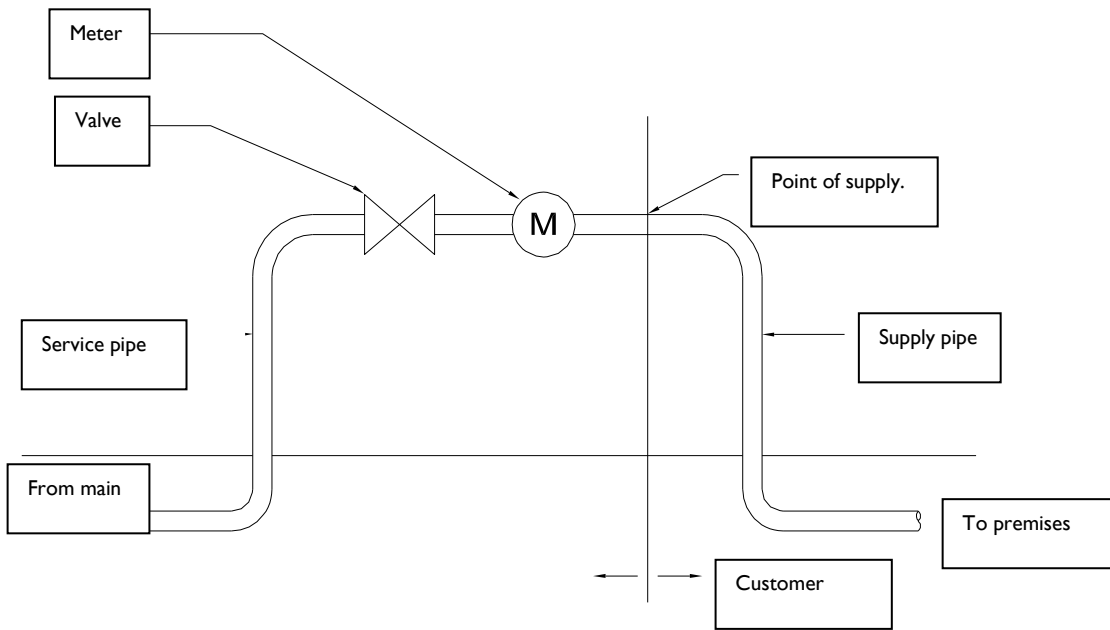 Meter
Valve
Point of supply.
M
Service pipe
Supply pipe
From main
To premises
Customer